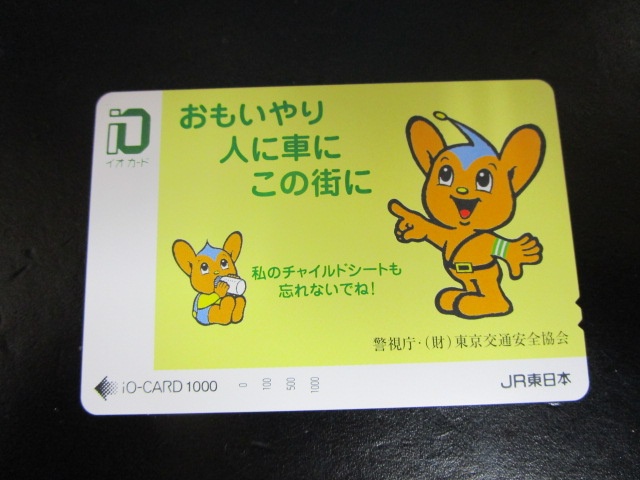 iO
イオカード
おもいやり
人に車に
この街に
私のチャイルドシートも
忘れないでね!
警視庁・(財)東京交通安全協会
iO-CARD 1000
0 100 500 1000
JR東日本